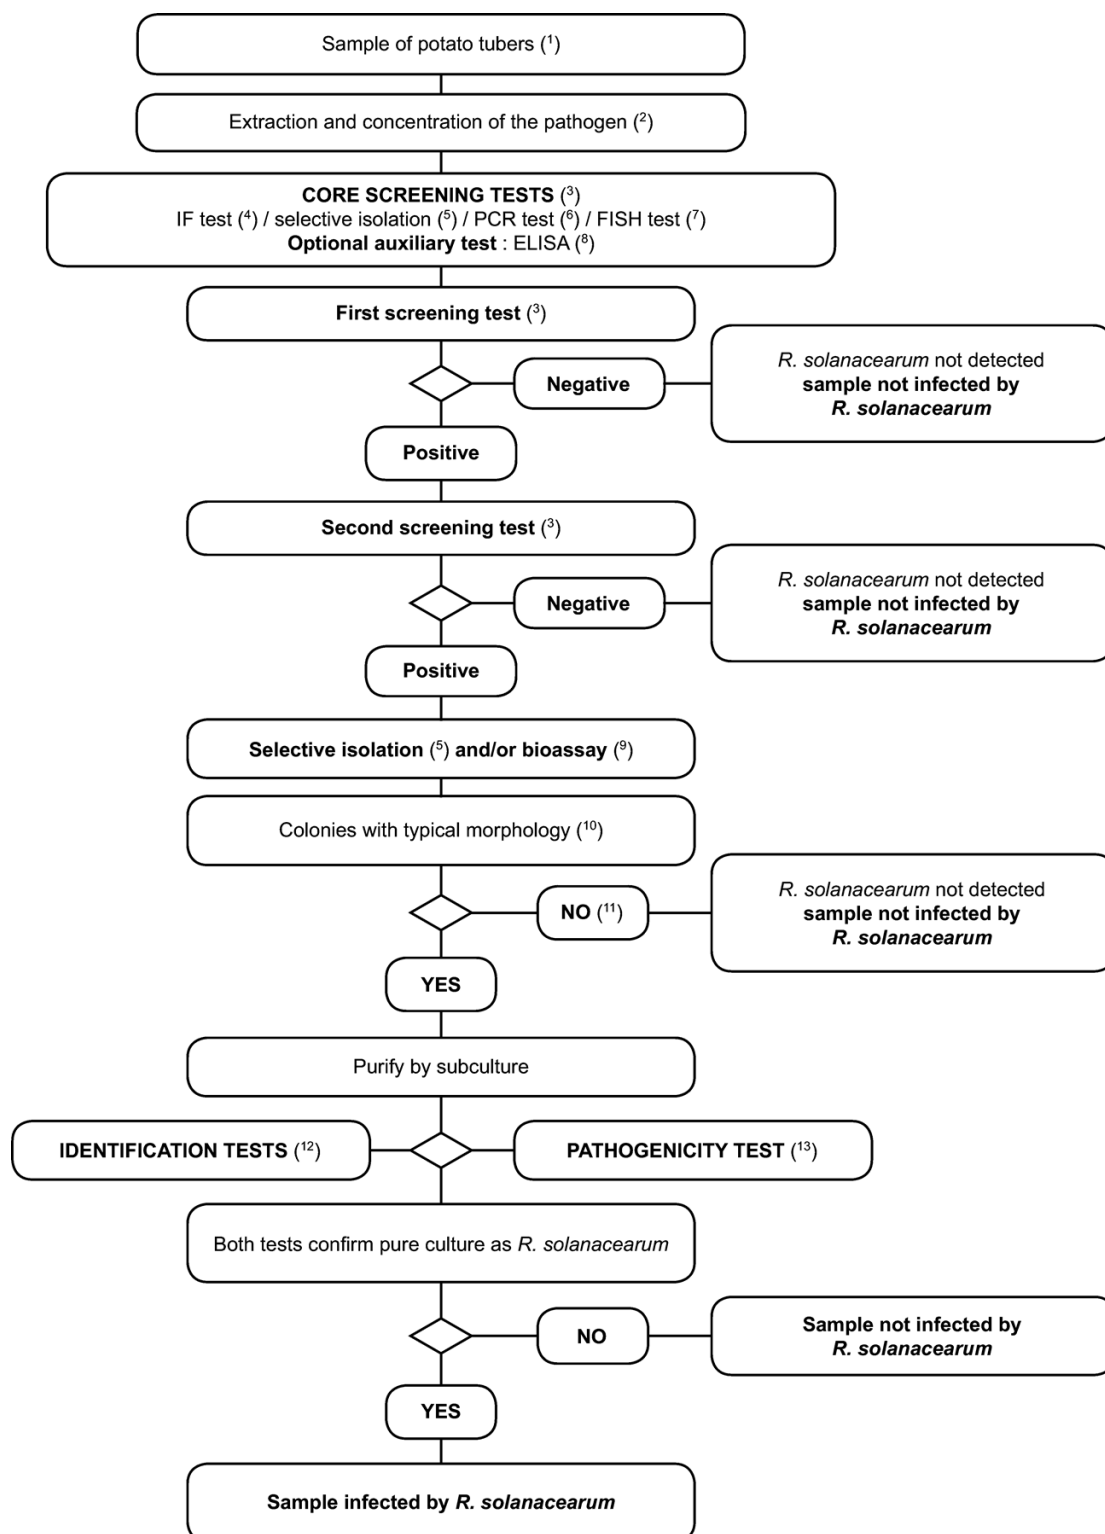 Sample of potato tubers (¹)
Extraction and concentration of the pathogen (²)
CORE SCREENING TESTS (³)
IF test (⁴) / selective isolation (⁵) / PCR test (⁶) / FISH test (⁷)
Optional auxiliary test : ELISA (⁸)
First screening test (³)
Negative
R. solanacearum not detected
sample not infected by
R. solanacearum
Positive
Second screening test (³)
Negative
R. solanacearum not detected
sample not infected by
R. solanacearum
Positive
Selective isolation (⁵) and/or bioassay (⁹)
Colonies with typical morphology (¹⁰)
NO (¹¹)
R. solanacearum not detected
sample not infected by
R. solanacearum
YES
Purify by subculture
IDENTIFICATION TESTS (¹²)
PATHOGENICITY TEST (¹³)
Both tests confirm pure culture as R. solanacearum
NO
Sample not infected by
R. solanacearum
YES
Sample infected by R. solanacearum